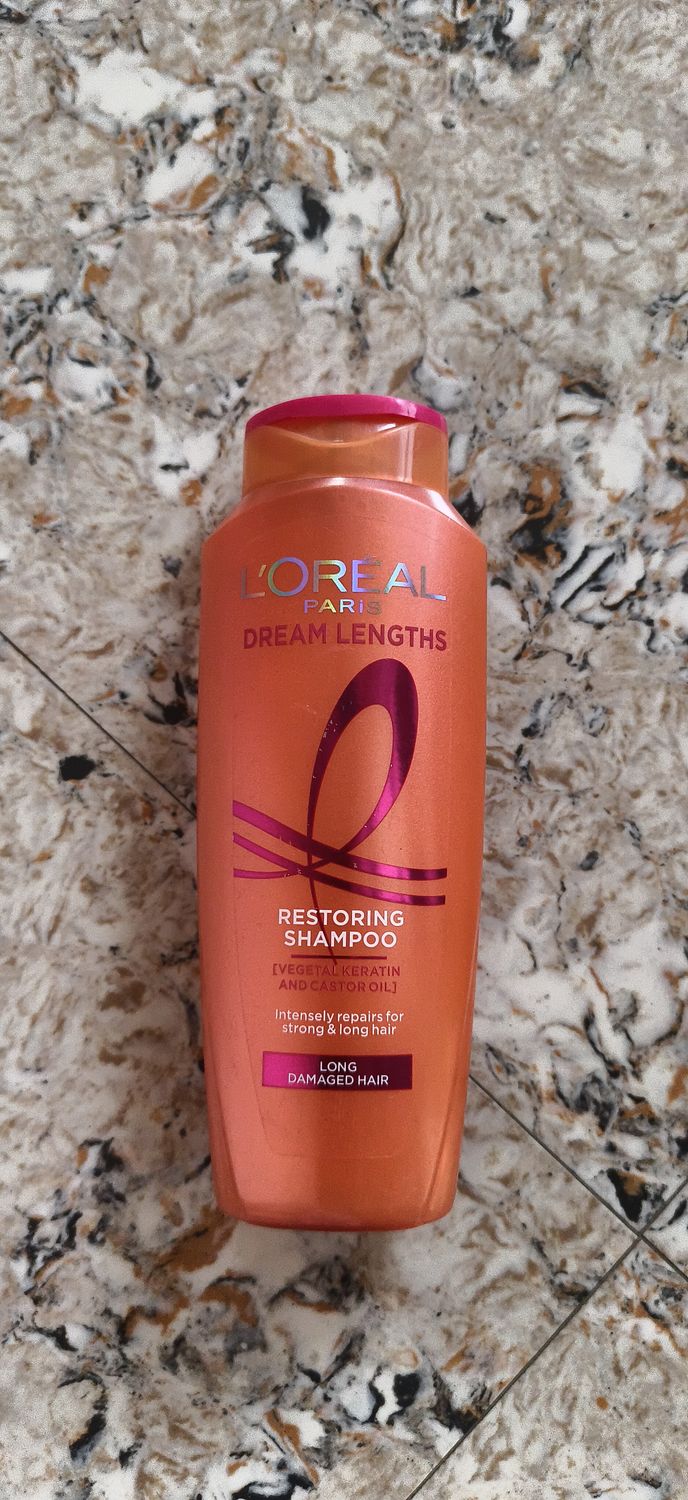 L'ORÉAL
PARiS
DREAM LENGTHS
RESTORING
SHAMPOO
[VEGETAL KERATIN
AND CASTOR OIL]
Intensely repairs for
strong & long hair
LONG
DAMAGED HAIR